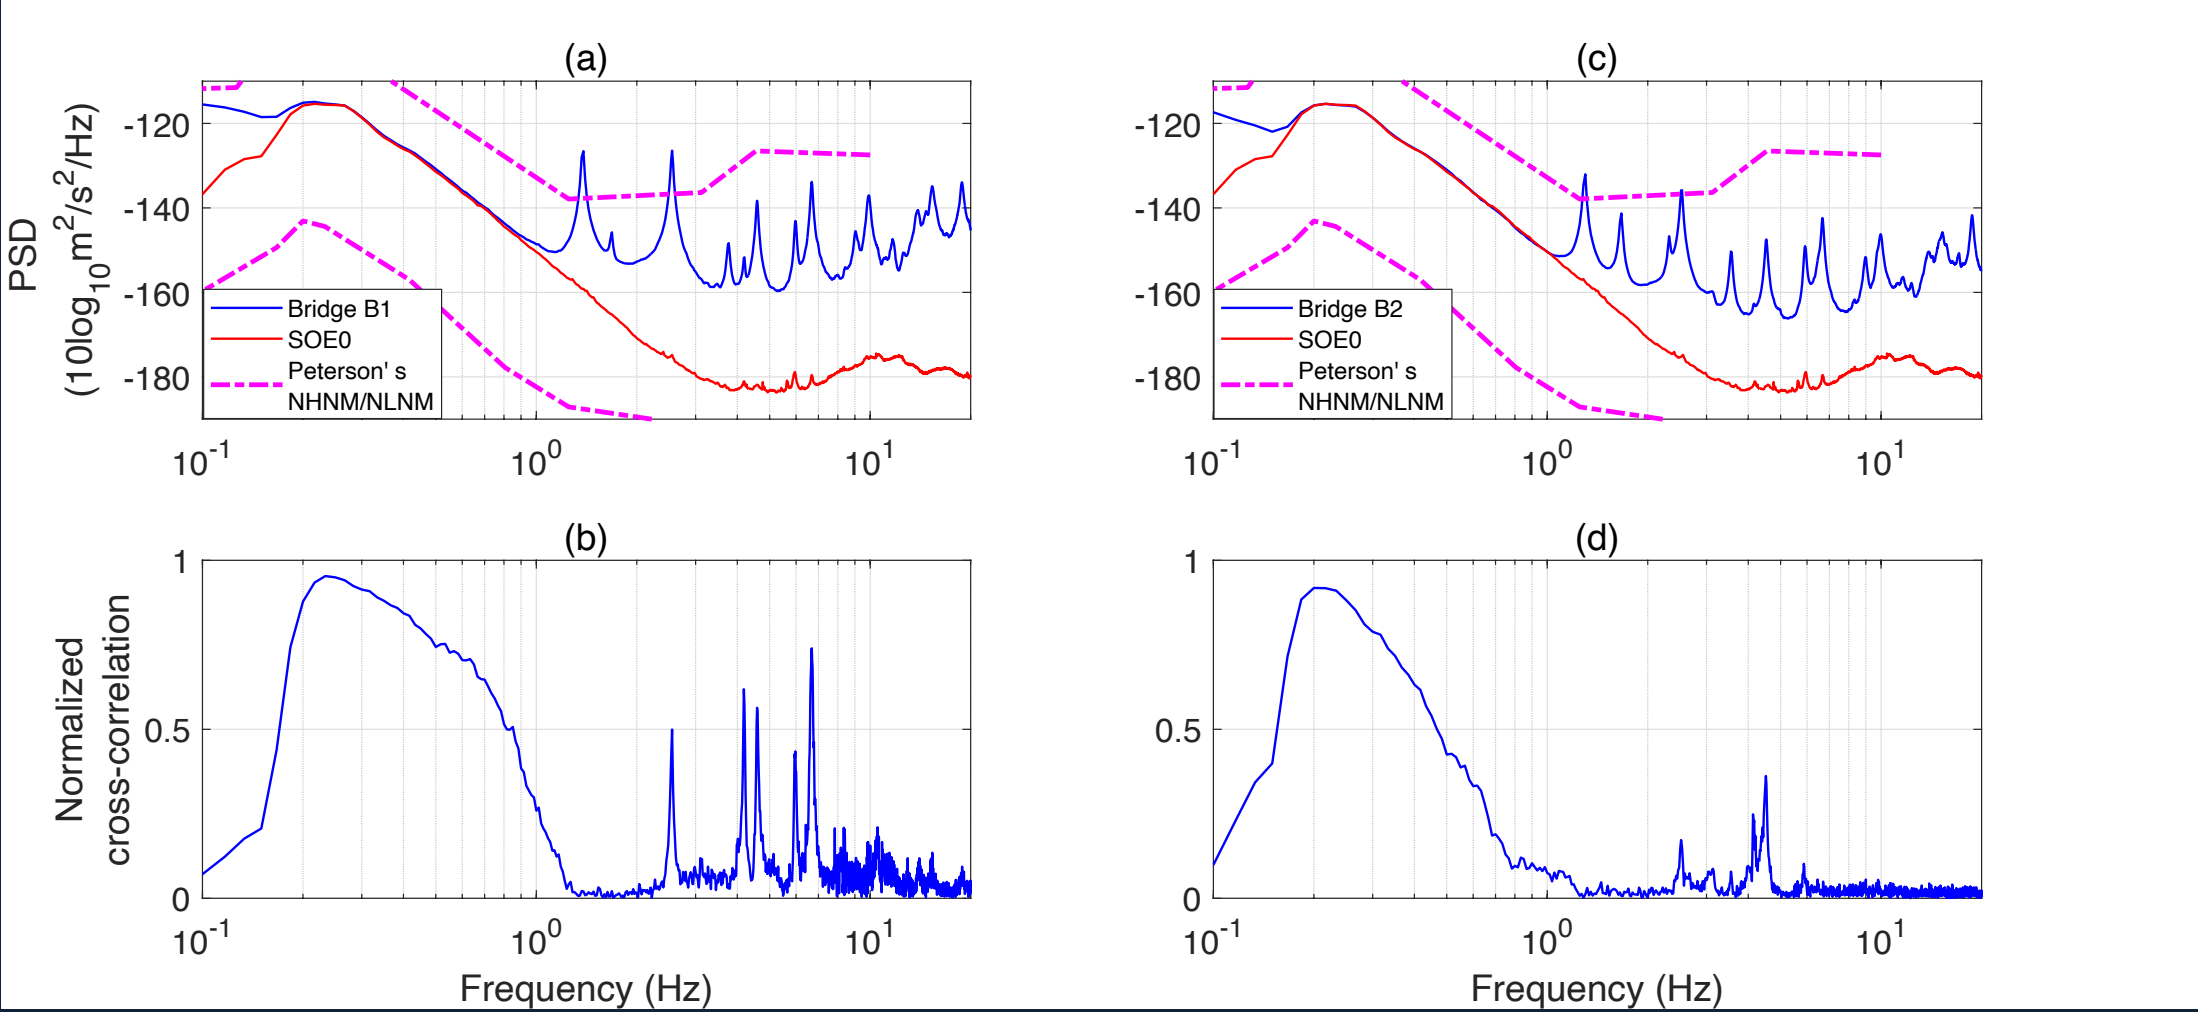 (a)
PSD
(10log10m2/s2/Hz)
-120
-140
-160
-180
Bridge B1
SOE0
Peterson' s
NHNM/NLNM
10-1
100
101
(c)
-120
-140
-160
-180
Bridge B2
SOE0
Peterson' s
NHNM/NLNM
10-1
100
101
(b)
Normalized
cross-correlation
1
0.5
0
10-1
100
101
Frequency (Hz)
(d)
1
0.5
0
10-1
100
101
Frequency (Hz)